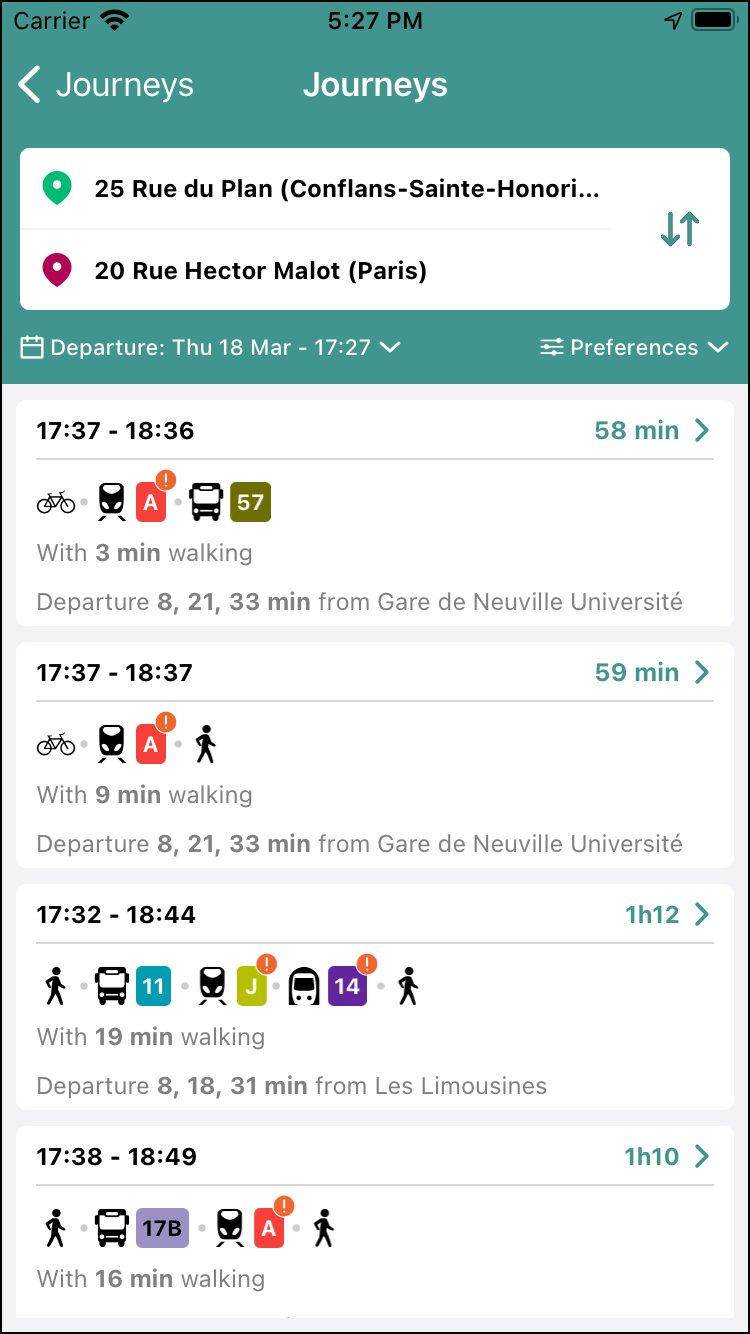 Carrier 5:27 PM
Journeys Journeys
25 Rue du Plan (Conflans-Sainte-Honori...
20 Rue Hector Malot (Paris)
Departure: Thu 18 Mar - 17:27 Preferences
17:37 - 18:36 58 min
A ! 57
With 3 min walking
Departure 8, 21, 33 min from Gare de Neuville Université
17:37 - 18:37 59 min
A !
With 9 min walking
Departure 8, 21, 33 min from Gare de Neuville Université
17:32 - 18:44 1h12
11 J ! 14 !
With 19 min walking
Departure 8, 18, 31 min from Les Limousines
17:38 - 18:49 1h10
17B A !
With 16 min walking